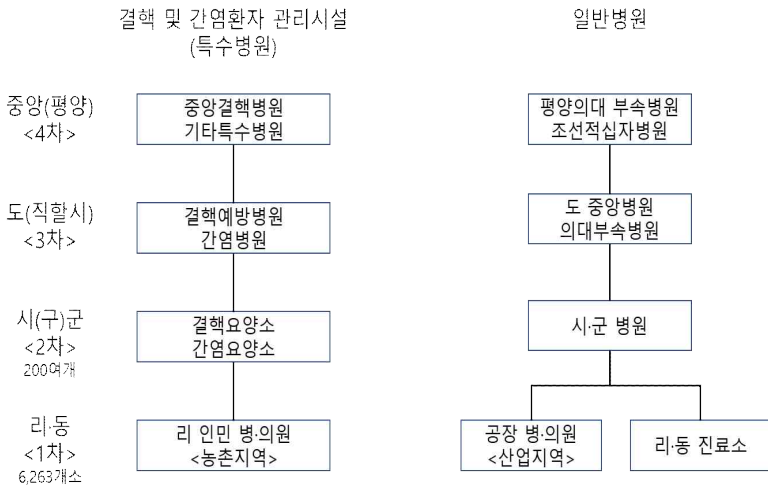 결핵 및 간염환자 관리시설
(특수병원)
일반병원
중앙(평양)
<4차>
중앙결핵병원
기타특수병원
평양의대 부속병원
조선적십자병원
도(직할시)
<3차>
결핵예방병원
간염병원
도 중앙병원
의대부속병원
시(구)군
<2차>
200여개
결핵요양소
간염요양소
시·군 병원
리·동
<1차>
6,263개소
리 인민 병·의원
<농촌지역>
공장 병·의원
<산업지역>
리·동 진료소